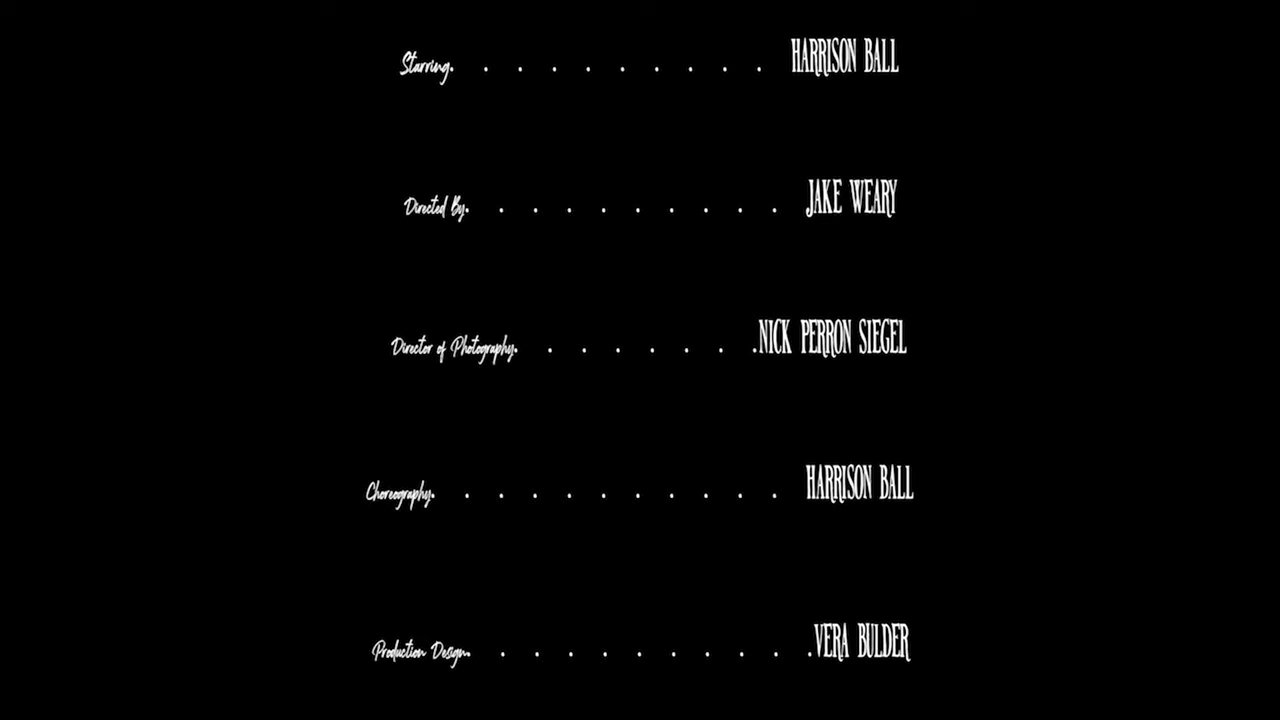 Starring. . . . . . . . . . HARRISON BALL
Directed By. . . . . . . . . . JAKE WEARY
Director of Photography. . . . . . . .NICK PERRON SIEGEL
Choreography. . . . . . . . . . . HARRISON BALL
Production Design. . . . . . . . . . .VERA BULDER